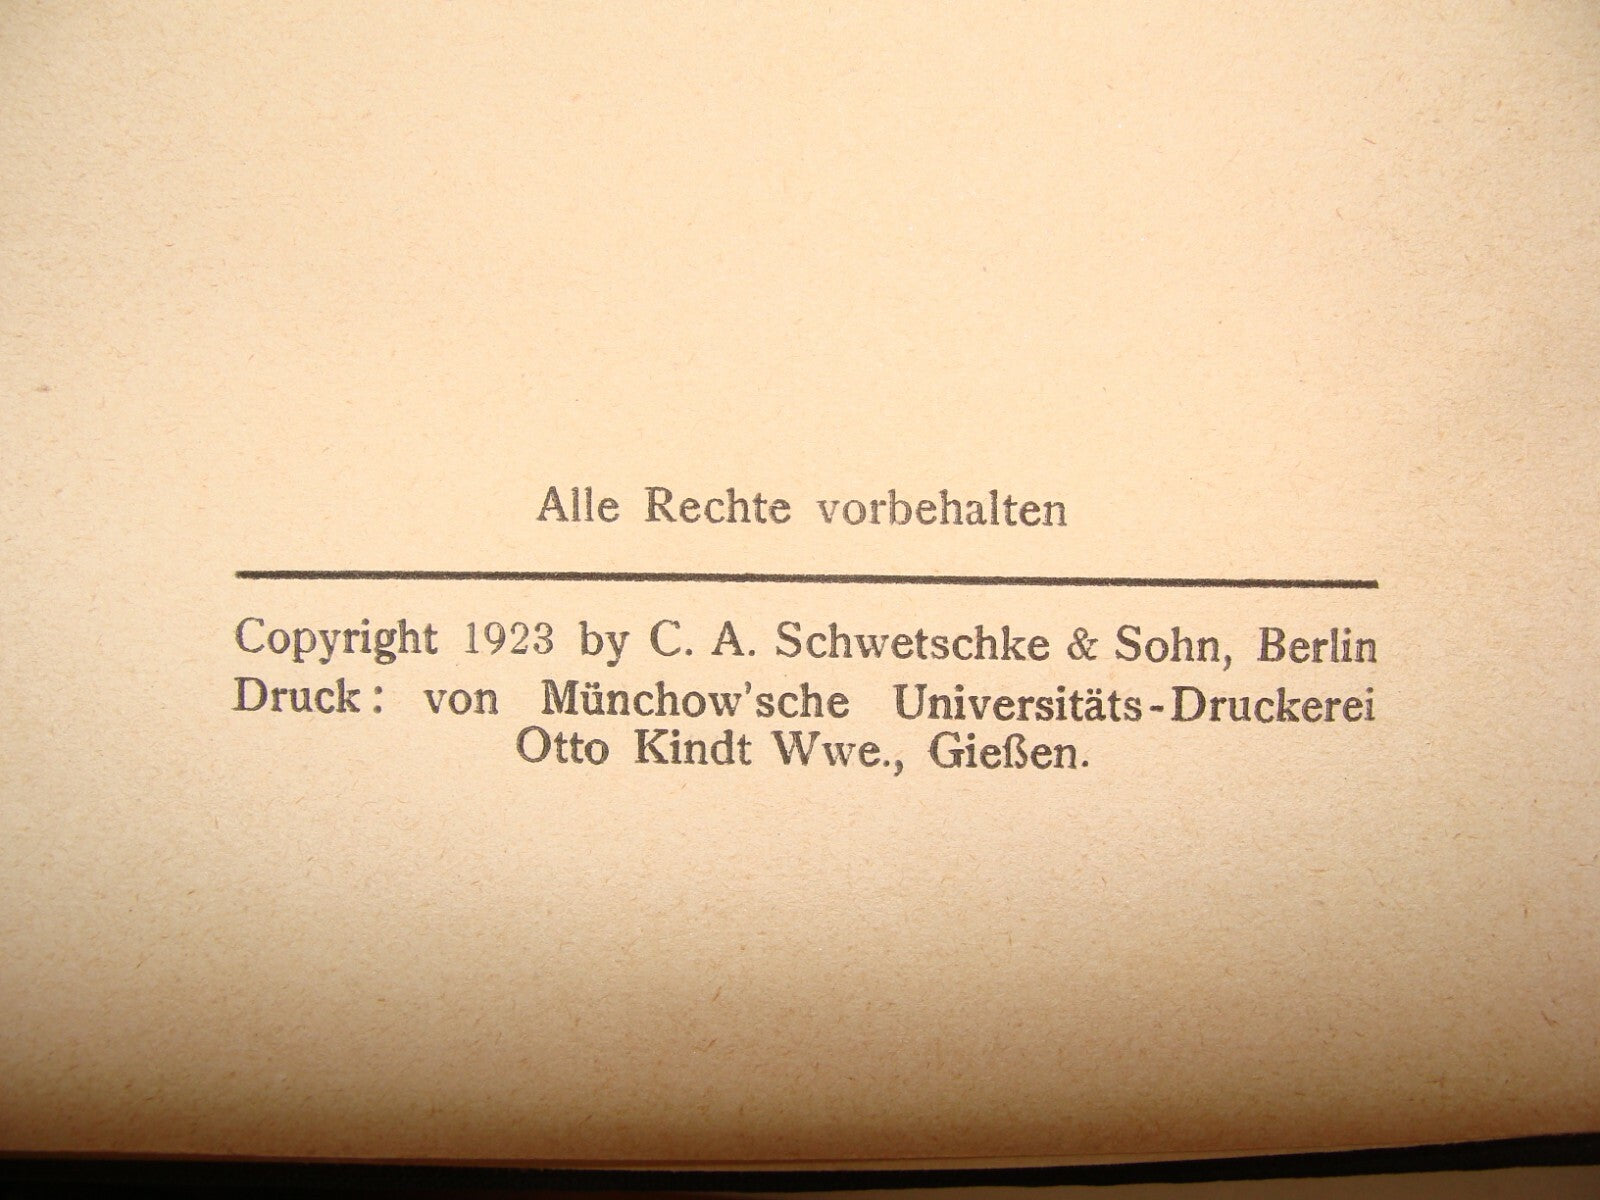 Alle Rechte vorbehalten
Copyright 1923 by C. A. Schwetschke & Sohn, Berlin
Druck: von Münchow'sche Universitäts-Druckerei
Otto Kindt Wwe., Gießen.